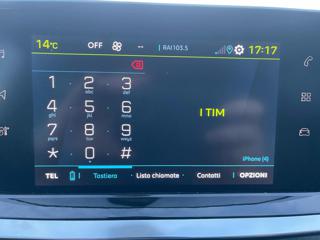 14°C OFF -- RAI103.5 17:17
1 2 3
abc def
4 5 6
ghi jkl mno
7 8 9
pqrs tuv wxyz
* 0 #
+
I TIM
iPhone (4)
TEL Tastiera Lista chiamate Contatti OPZIONI